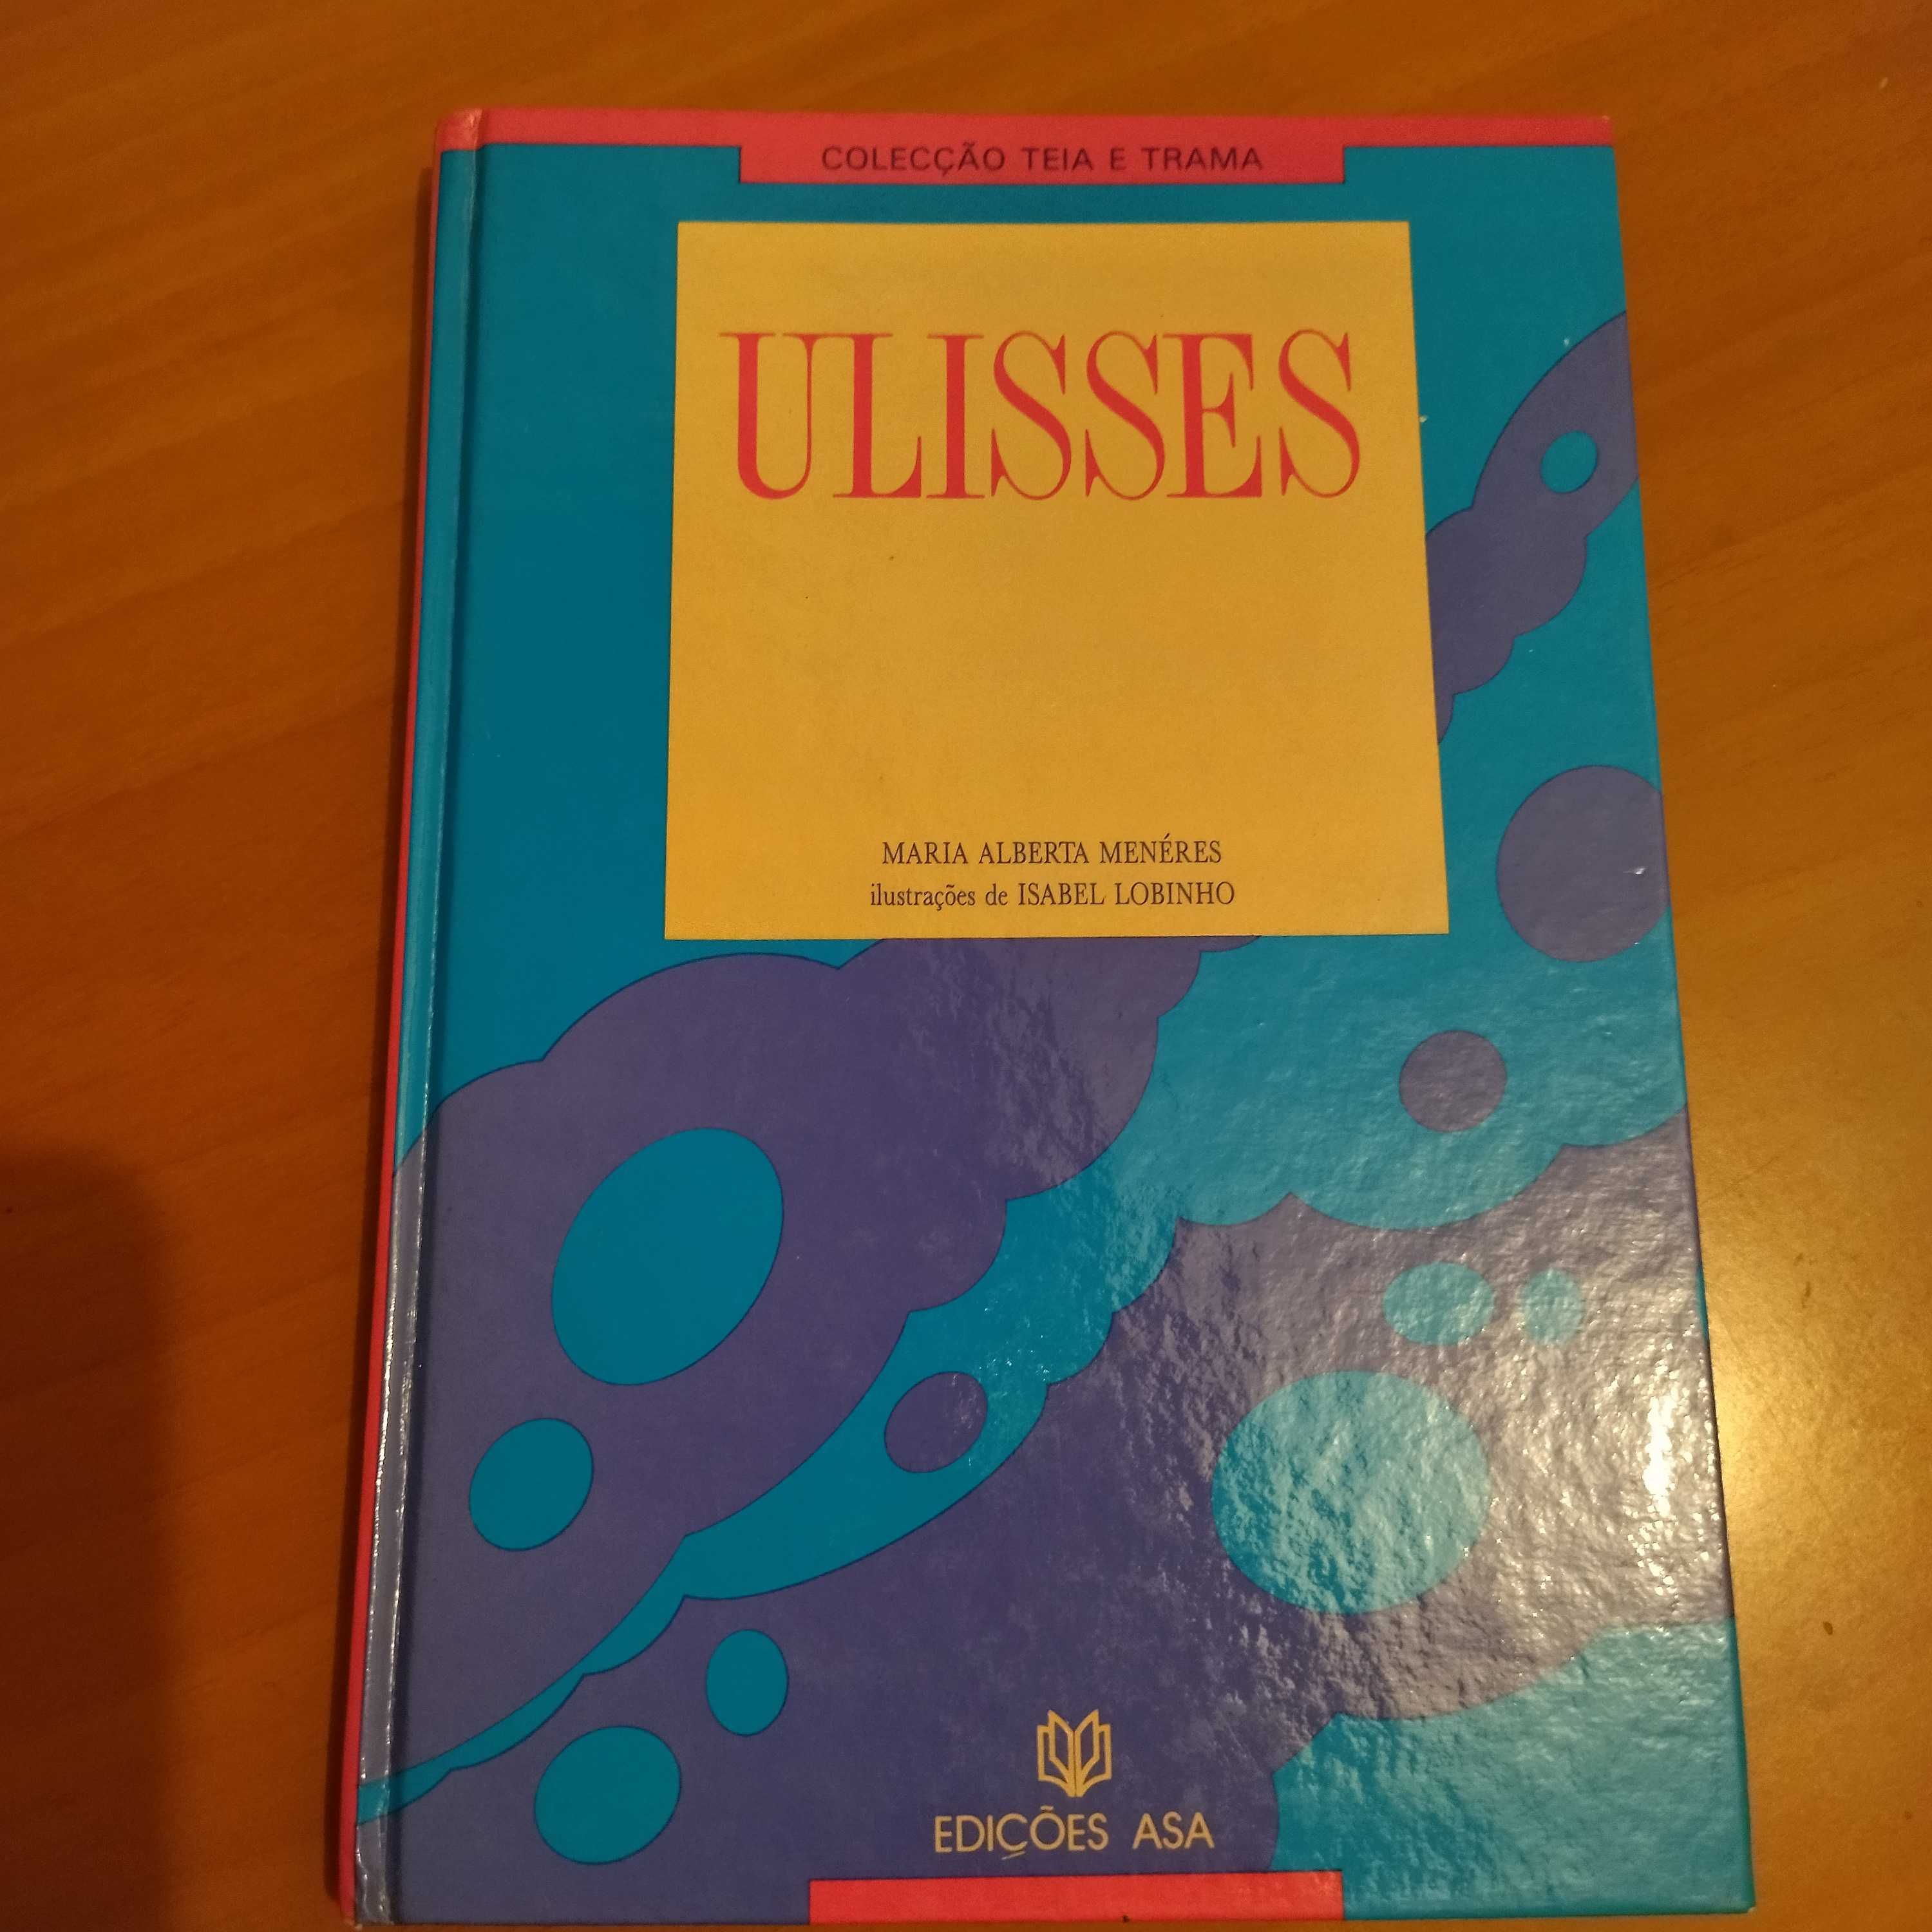 COLECÇÃO TEIA E TRAMA
ULISSES
MARIA ALBERTA MENÉRES
ilustrações de ISABEL LOBINHO
EDIÇÕES ASA